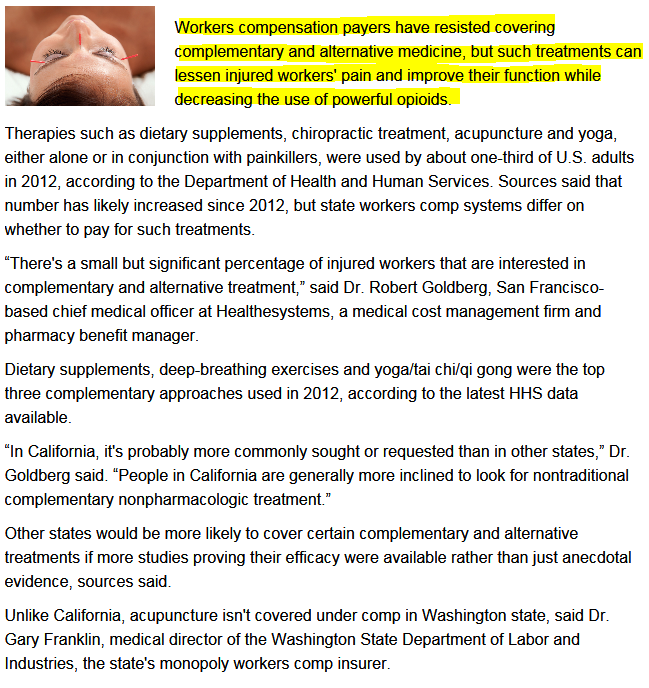 Workers compensation payers have resisted covering
complementary and alternative medicine, but such treatments can
lessen injured workers' pain and improve their function while
decreasing the use of powerful opioids.
Therapies such as dietary supplements, chiropractic treatment, acupuncture and yoga,
either alone or in conjunction with painkillers, were used by about one-third of U.S. adults
in 2012, according to the Department of Health and Human Services. Sources said that
number has likely increased since 2012, but state workers comp systems differ on
whether to pay for such treatments.
“There's a small but significant percentage of injured workers that are interested in
complementary and alternative treatment,” said Dr. Robert Goldberg, San Francisco-
based chief medical officer at Healthesystems, a medical cost management firm and
pharmacy benefit manager.
Dietary supplements, deep-breathing exercises and yoga/tai chi/qi gong were the top
three complementary approaches used in 2012, according to the latest HHS data
available.
“In California, it's probably more commonly sought or requested than in other states,” Dr.
Goldberg said. “People in California are generally more inclined to look for nontraditional
complementary nonpharmacologic treatment.”
Other states would be more likely to cover certain complementary and alternative
treatments if more studies proving their efficacy were available rather than just anecdotal
evidence, sources said.
Unlike California, acupuncture isn't covered under comp in Washington state, said Dr.
Gary Franklin, medical director of the Washington State Department of Labor and
Industries, the state's monopoly workers comp insurer.